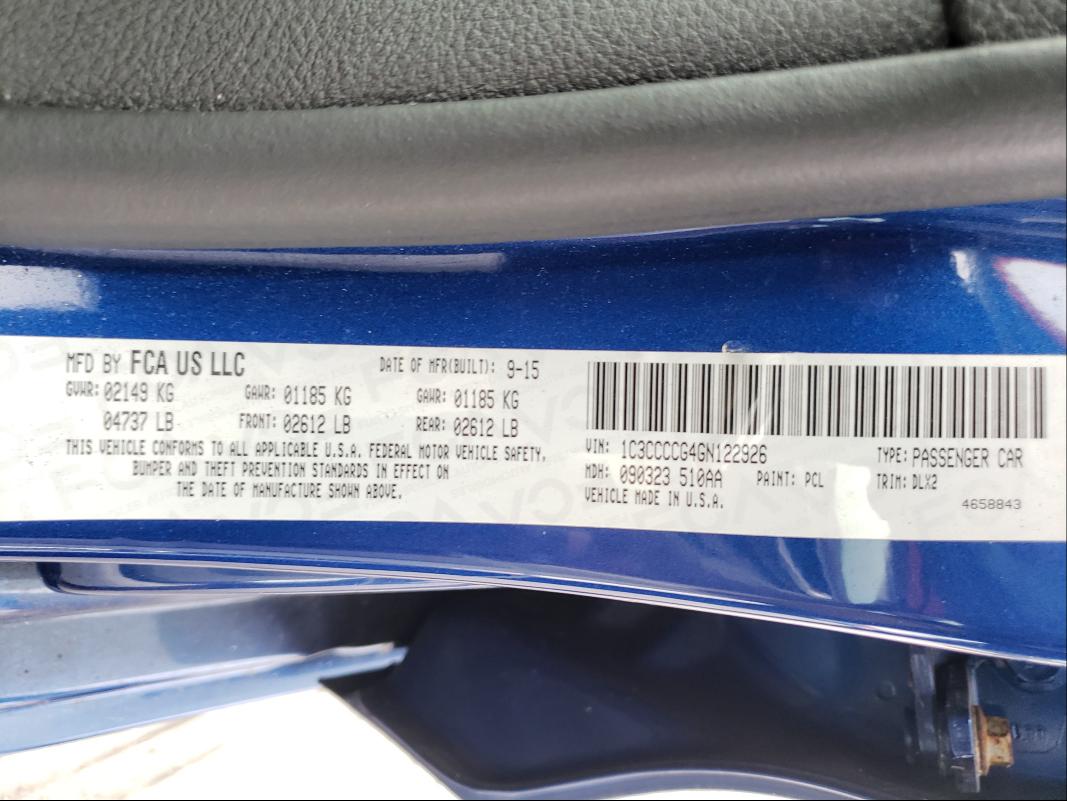 MFD BY FCA US LLC DATE OF MFR(BUILT): 9-15
GVWR: 02149 KG GAWR: 01185 KG GAWR: 01185 KG
04737 LB FRONT: 02612 LB REAR: 02612 LB
THIS VEHICLE CONFORMS TO ALL APPLICABLE U.S.A. FEDERAL MOTOR VEHICLE SAFETY,
BUMPER AND THEFT PREVENTION STANDARDS IN EFFECT ON
THE DATE OF MANUFACTURE SHOWN ABOVE.
VIN: 1C3CCCCG4GN122926 TYPE: PASSENGER CAR
MDH: 090323 510AA PAINT: PCL TRIM: DLX2
VEHICLE MADE IN U.S.A. 4658843